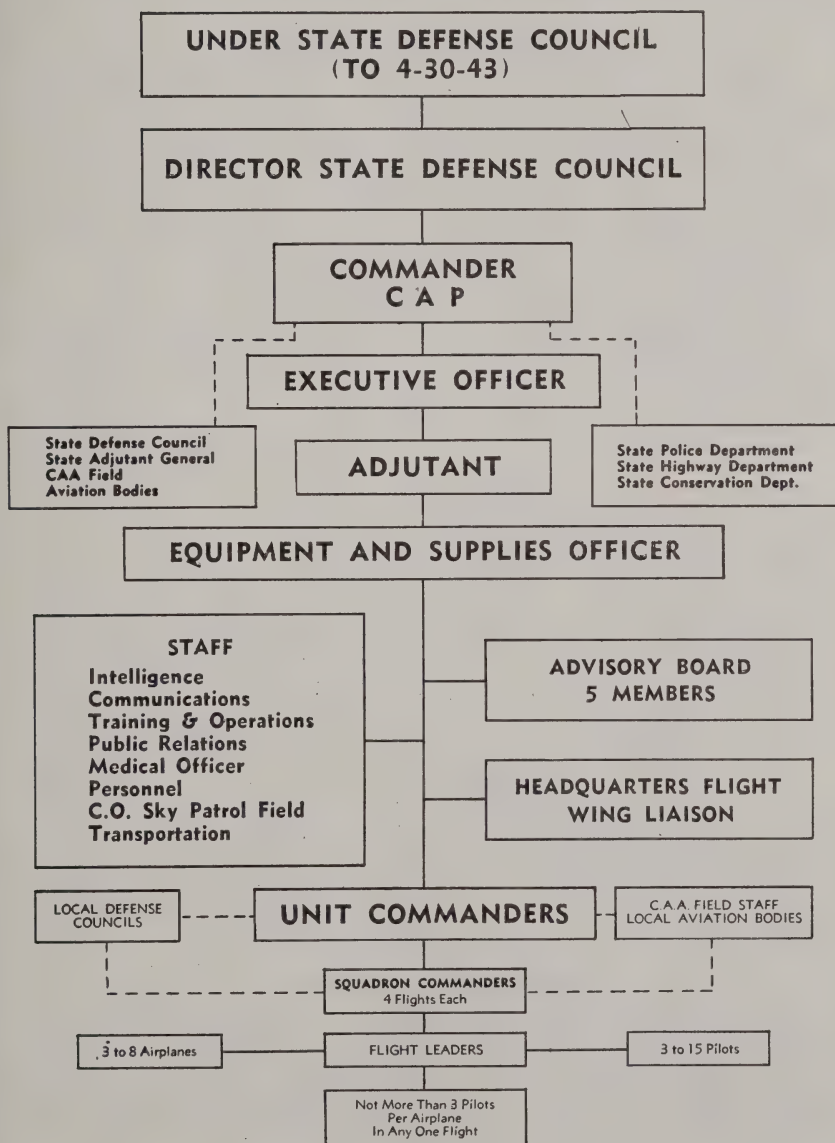 UNDER STATE DEFENSE COUNCIL
(TO 4-30-43)
DIRECTOR STATE DEFENSE COUNCIL
COMMANDER
C A P
EXECUTIVE OFFICER
State Defense Council
State Adjutant General
CAA Field
Aviation Bodies
ADJUTANT
State Police Department
State Highway Department
State Conservation Dept.
EQUIPMENT AND SUPPLIES OFFICER
STAFF
Intelligence
Communications
Training & Operations
Public Relations
Medical Officer
Personnel
C.O. Sky Patrol Field
Transportation
ADVISORY BOARD
5 MEMBERS
HEADQUARTERS FLIGHT
WING LIAISON
LOCAL DEFENSE
COUNCILS
UNIT COMMANDERS
C.A.A. FIELD STAFF
LOCAL AVIATION BODIES
SQUADRON COMMANDERS
4 Flights Each
3 to 8 Airplanes
FLIGHT LEADERS
3 to 15 Pilots
Not More Than 3 Pilots
Per Airplane
In Any One Flight